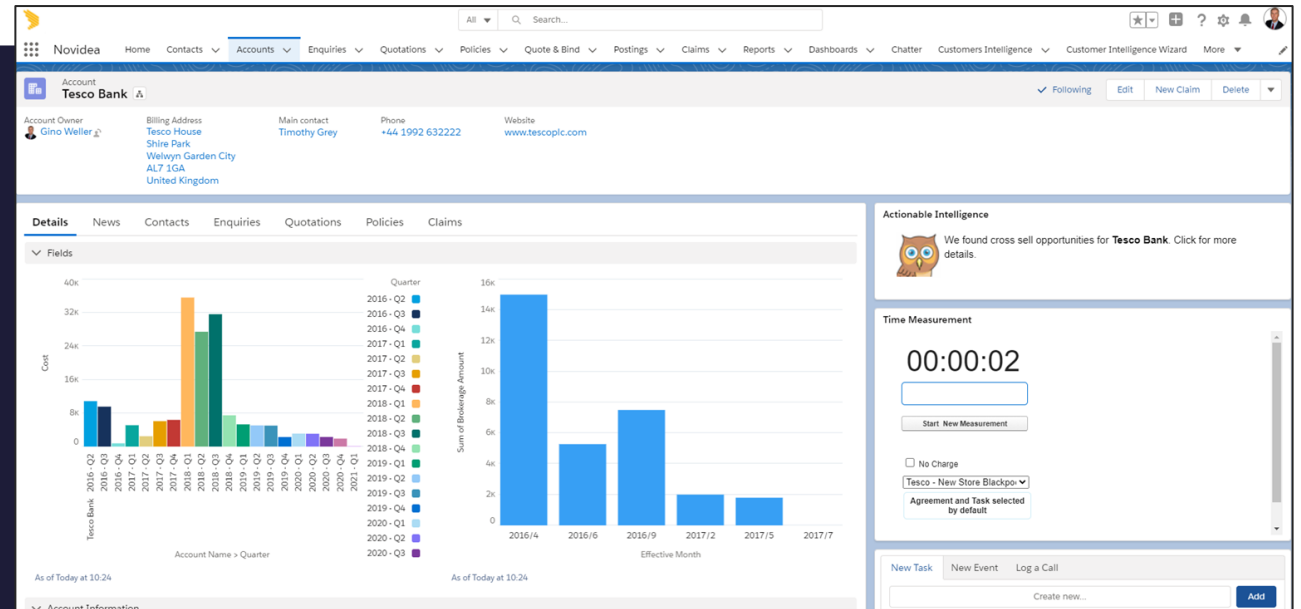 All
Search...
Novidea Home Contacts Accounts Enquiries Quotations Policies Quote & Bind Postings Claims Reports Dashboards Chatter Customers Intelligence Customer Intelligence Wizard More
Account
Tesco Bank
Following Edit New Claim Delete
Account Owner Billing Address Main contact Phone Website
Gino Weller Tesco House Timothy Grey +44 1992 632222 www.tescoplc.com
Shire Park
Welwyn Garden City
AL7 1GA
United Kingdom
Details News Contacts Enquiries Quotations Policies Claims
Fields
Cost
40K
32K
24K
16K
8K
0
2016 - Q2
2016 - Q3
2016 - Q4
2017 - Q1
2017 - Q2
2017 - Q3
2017 - Q4
2018 - Q1
2018 - Q2
2018 - Q3
2018 - Q4
2019 - Q1
2019 - Q2
2019 - Q3
2019 - Q4
2020 - Q1
2020 - Q2
2020 - Q3
2020 - Q4
2021 - Q1
Tesco Bank
Account Name > Quarter
Quarter
2016 - Q2
2016 - Q3
2016 - Q4
2017 - Q1
2017 - Q2
2017 - Q3
2017 - Q4
2018 - Q1
2018 - Q2
2018 - Q3
2018 - Q4
2019 - Q1
2019 - Q2
2019 - Q3
2019 - Q4
2020 - Q1
2020 - Q2
2020 - Q3
As of Today at 10:24
Sum of Brokerage Amount
16K
14K
12K
10K
8K
6K
4K
2K
0
2016/4 2016/6 2016/9 2017/2 2017/5 2017/7
Effective Month
As of Today at 10:24
Account Information
Actionable Intelligence
We found cross sell opportunities for Tesco Bank. Click for more
details.
Time Measurement
00:00:02
Start New Measurement
No Charge
Tesco - New Store Blackpo
Agreement and Task selected
by default
New Task New Event Log a Call
Create new...
Add